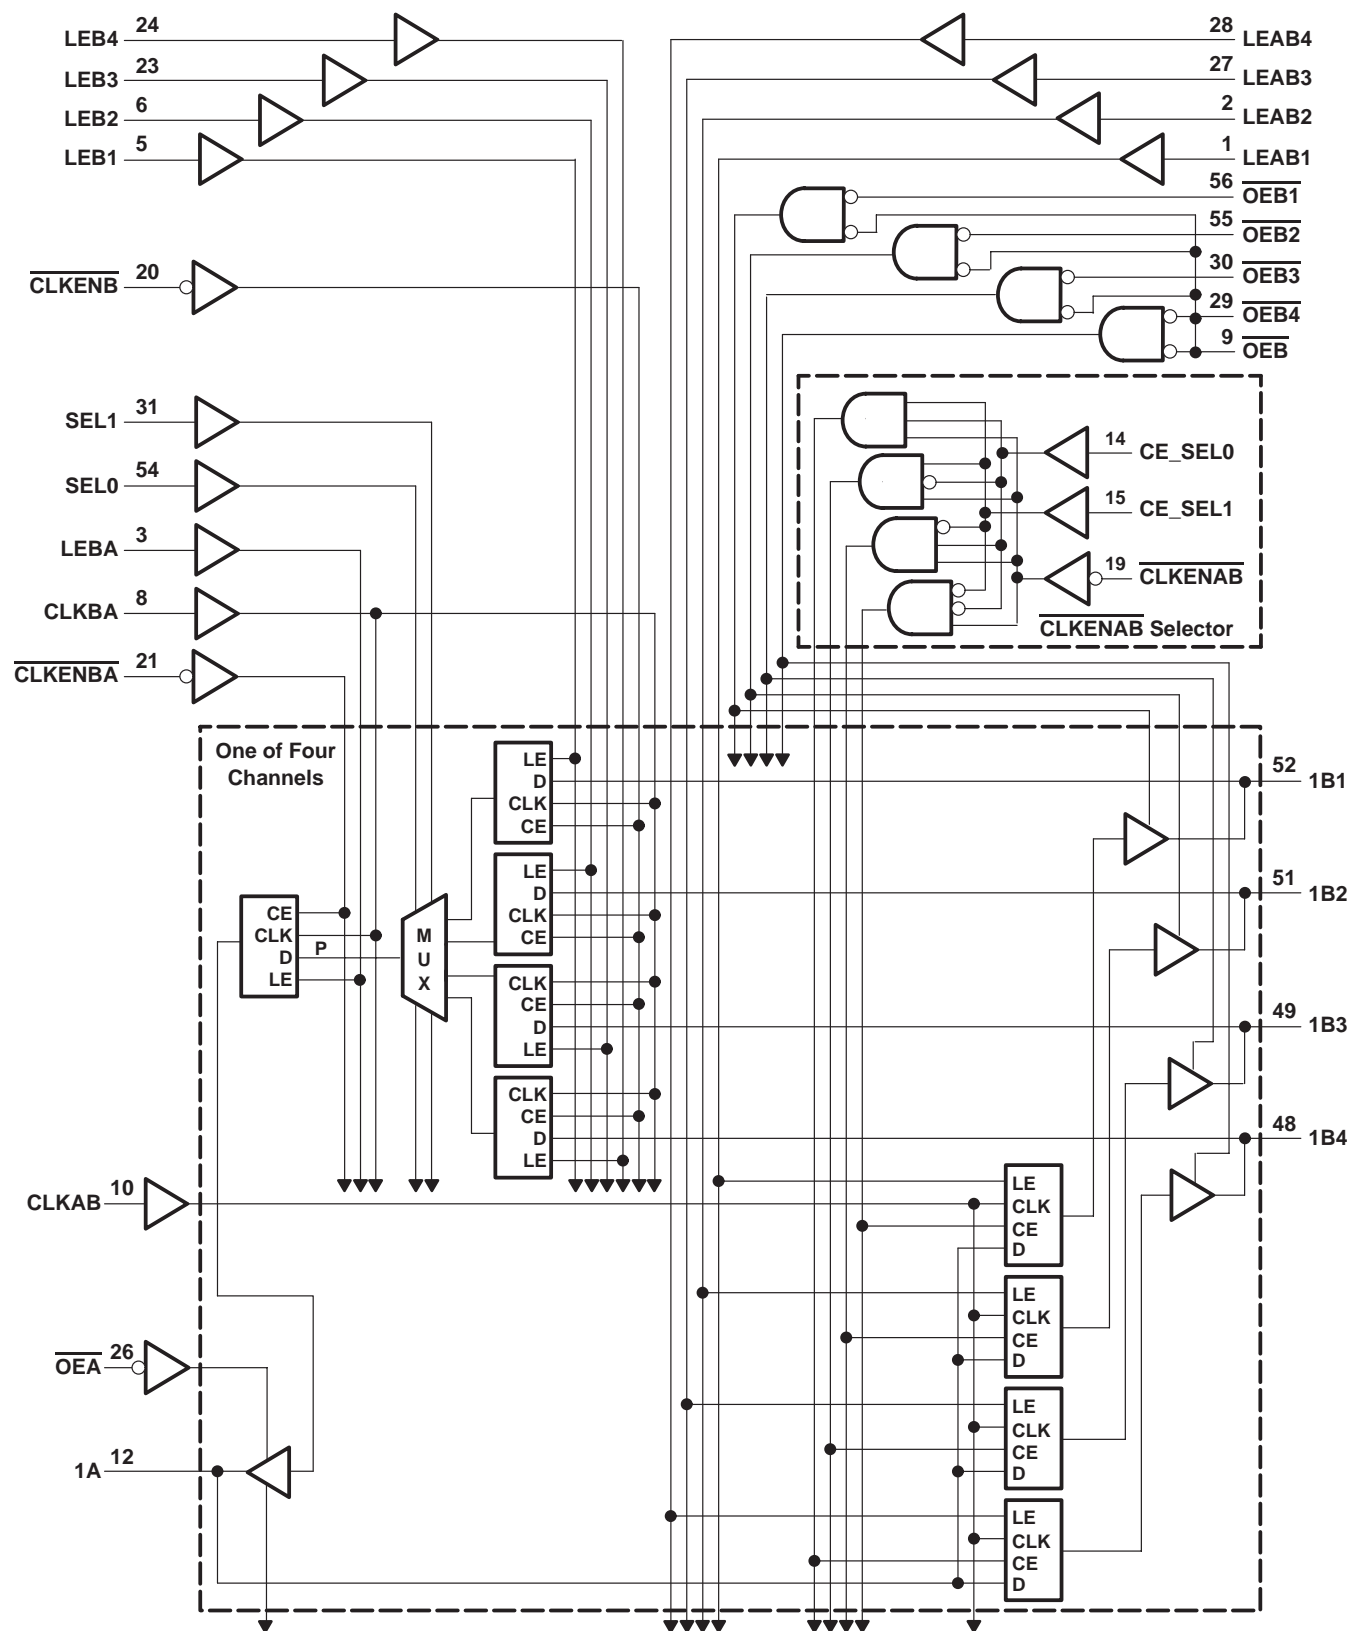 LEB4 24
LEB3 23
LEB2 6
LEB1 5
CLKENB 20
SEL1 31
SEL0 54
LEBA 3
CLKBA 8
CLKENBA 21
28 LEAB4
27 LEAB3
2 LEAB2
1 LEAB1
56 OEB1
55 OEB2
30 OEB3
29 OEB4
9 OEB
14 CE_SEL0
15 CE_SEL1
19 CLKENAB
CLKENAB Selector
One of Four
Channels
LE
D
CLK
CE
LE
D
CLK
CE
CLK
CE
D
LE
CLK
CE
D
LE
CE
CLK
D
LE
P
M
U
X
52 1B1
51 1B2
49 1B3
48 1B4
CLKAB 10
OEA 26
1A 12
LE
CLK
CE
D
LE
CLK
CE
D
LE
CLK
CE
D
LE
CLK
CE
D